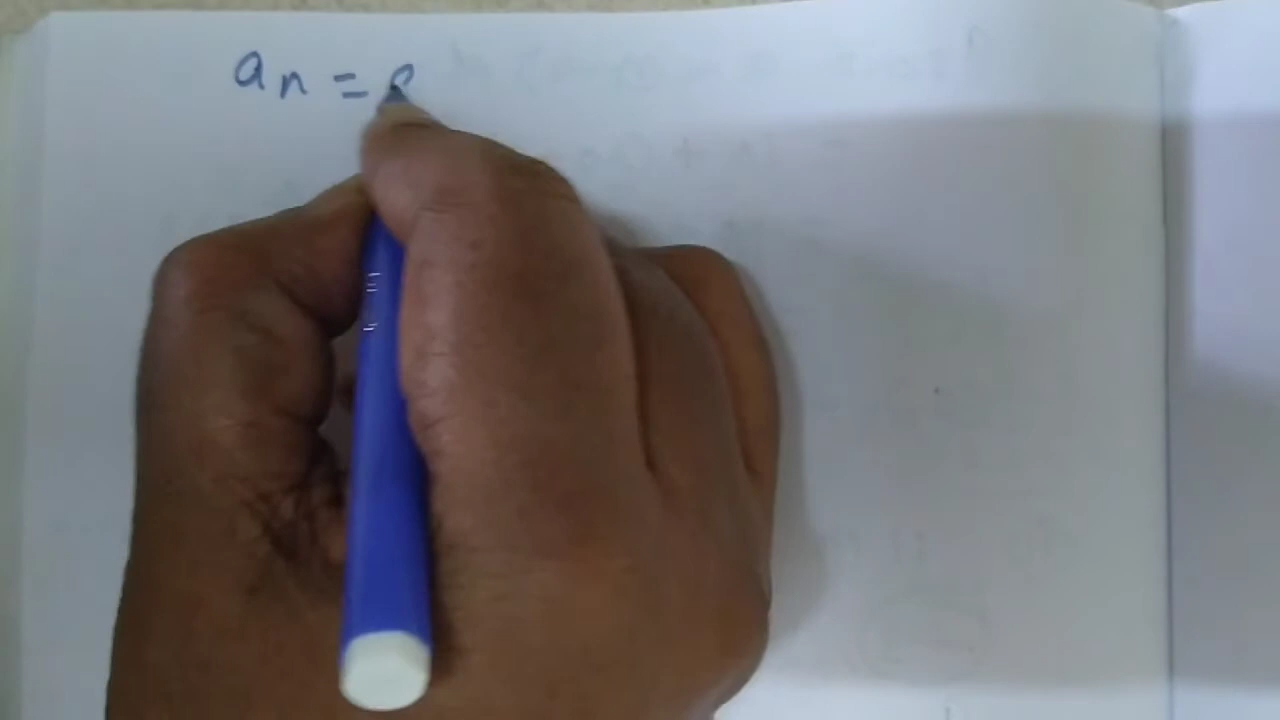 an =